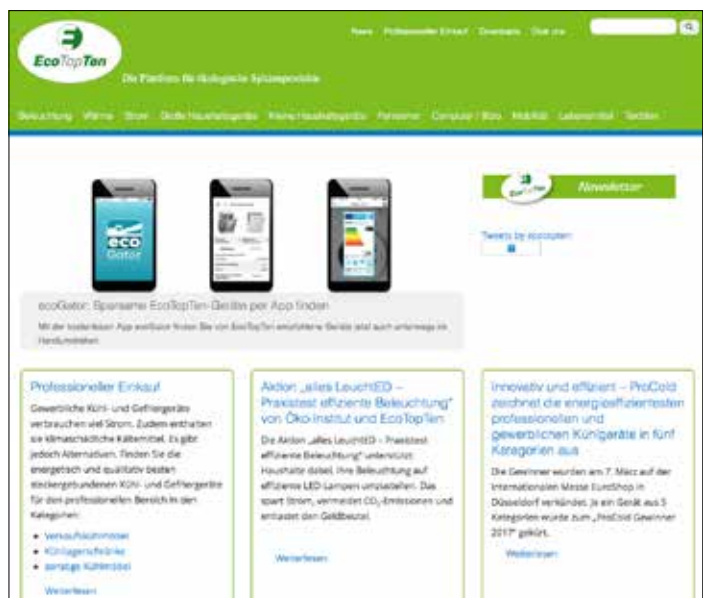 News Professioneller Einkauf Downloads Über uns
EcoTopTen
Die Plattform für ökologische Spitzenprodukte
Beleuchtung Wärme Strom Große Haushaltsgeräte Kleine Haushaltsgeräte Fernseher Computer / Büro Mobilität Lebensmittel Textilien
eco
Gator
EcoTopTen
Newsletter
Tweets by ecotopten
ecoGator: Sparsame EcoTopTen-Geräte per App finden
Mit der kostenlosen App ecoGator finden Sie von EcoTopTen empfohlene Geräte jetzt auch unterwegs im
Handumdrehen.
Professioneller Einkauf
Gewerbliche Kühl- und Gefriergeräte
verbrauchen viel Strom. Zudem enthalten
sie klimaschädliche Kältemittel. Es gibt
jedoch Alternativen. Finden Sie die
energetisch und qualitativ besten
steckergebundenen Kühl- und Gefriergeräte
für den professionellen Bereich in den
Kategorien:
Verkaufskühlmöbel
Kühllagerschränke
sonstige Kühlmöbel
Weiterlesen
Aktion „alles LeuchtED –
Praxistest effiziente Beleuchtung"
von Öko-Institut und EcoTopTen
Die Aktion „alles LeuchtED – Praxistest
effiziente Beleuchtung" unterstützt
Haushalte dabei, ihre Beleuchtung auf
effiziente LED-Lampen umzustellen. Das
spart Strom, vermeidet CO₂-Emissionen und
entlastet den Geldbeutel.
Weiterlesen
Innovativ und effizient – ProCold
zeichnet die energieeffizientesten
professionellen und
gewerblichen Kühlgeräte in fünf
Kategorien aus
Die Gewinner wurden am 7. März auf der
internationalen Messe EuroShop in
Düsseldorf verkündet. Je ein Gerät aus 5
Kategorien wurde zum „ProCold Gewinner
2017" gekürt.
Weiterlesen